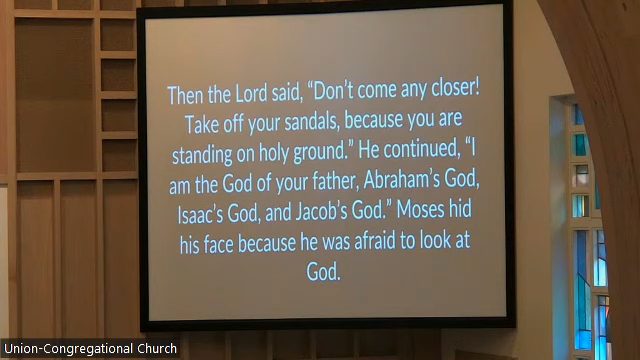 Then the Lord said, “Don’t come any closer!
Take off your sandals, because you are
standing on holy ground.” He continued, “I
am the God of your father, Abraham’s God,
Isaac’s God, and Jacob’s God.” Moses hid
his face because he was afraid to look at
God.
Union-Congregational Church